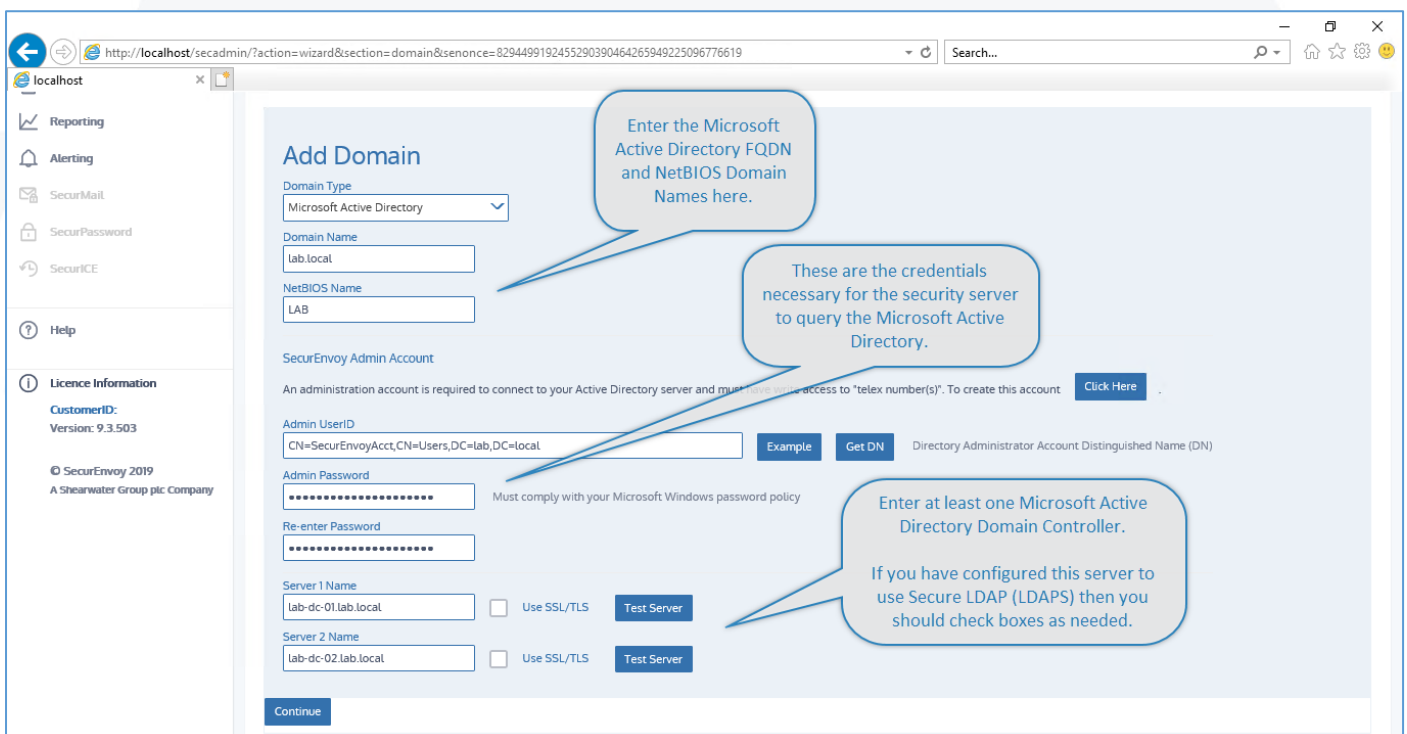 http://localhost/secadmin/?action=wizard&section=domain&senonce=82944991924552903904642659492250967 76619
Search...
localhost
Reporting
Alerting
SecurMail
SecurPassword
SecurICE
Help
Licence Information
CustomerID:
Version: 9.3.503
© SecurEnvoy 2019
A Shearwater Group plc Company
Add Domain
Domain Type
Microsoft Active Directory
Domain Name
lab.local
NetBIOS Name
LAB
Enter the Microsoft
Active Directory FQDN
and NetBIOS Domain
Names here.
These are the credentials
necessary for the security server
to query the Microsoft Active
Directory.
SecurEnvoy Admin Account
An administration account is required to connect to your Active Directory server and must have write access to "telex number(s)". To create this account Click Here .
Admin UserID
CN=SecurEnvoyAcct,CN=Users,DC=lab,DC=local Example Get DN Directory Administrator Account Distinguished Name (DN)
Admin Password
••••••••••••••••••••• Must comply with your Microsoft Windows password policy
Re-enter Password
•••••••••••••••••••••
Enter at least one Microsoft Active
Directory Domain Controller.
If you have configured this server to
use Secure LDAP (LDAPS) then you
should check boxes as needed.
Server 1 Name
lab-dc-01.lab.local Use SSL/TLS Test Server
Server 2 Name
lab-dc-02.lab.local Use SSL/TLS Test Server
Continue